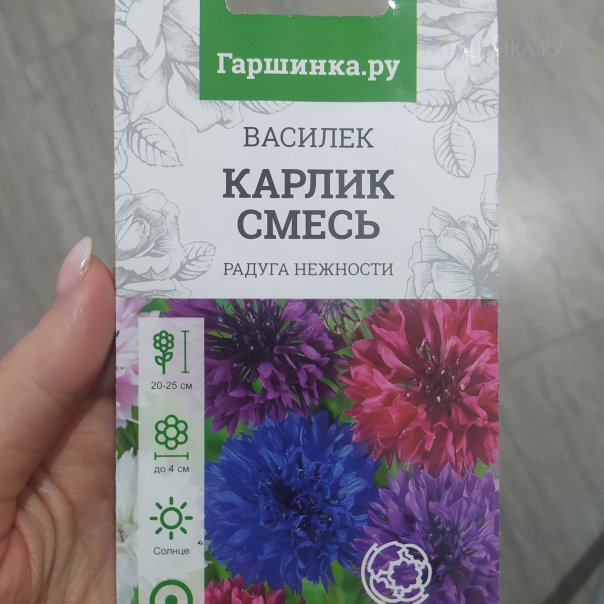 Гаршинка.ру
ВАСИЛЕК
КАРЛИК
СМЕСЬ
РАДУГА НЕЖНОСТИ
20-25 см
до 4 см
Солнце